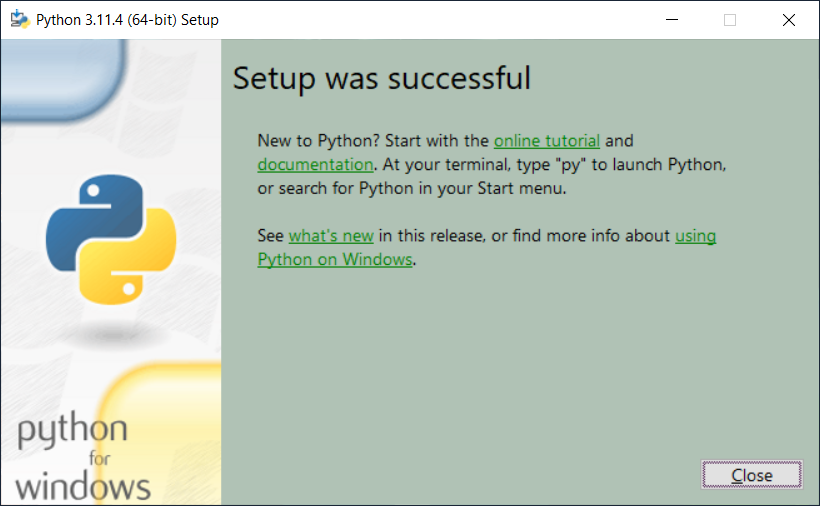 Python 3.11.4 (64-bit) Setup
Setup was successful
New to Python? Start with the online tutorial and
documentation. At your terminal, type "py" to launch Python,
or search for Python in your Start menu.
See what's new in this release, or find more info about using
Python on Windows.
python
for
windows
Close